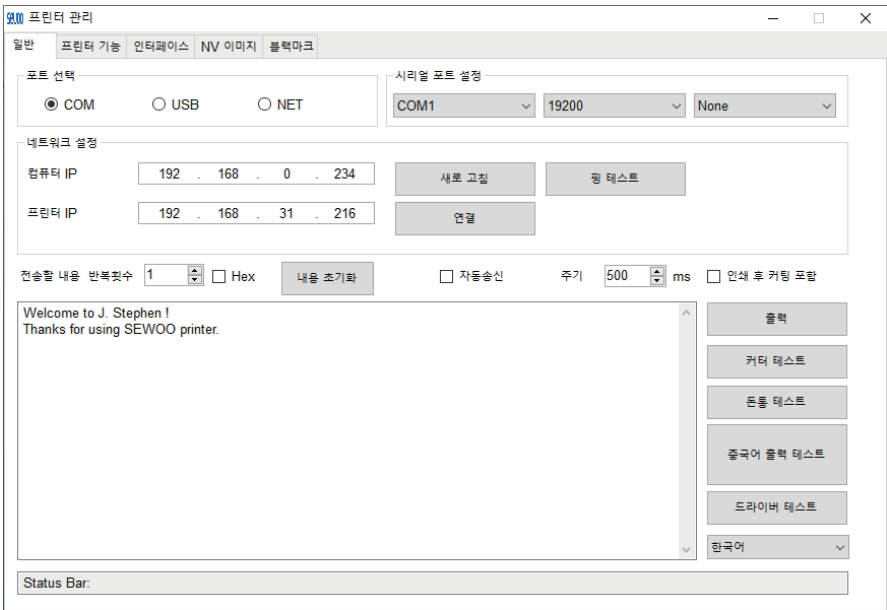 SEWOO 프린터 관리
일반 프린터 기능 인터페이스 NV 이미지 블랙마크
포트 선택
COM USB NET
시리얼 포트 설정
COM1 19200 None
네트워크 설정
컴퓨터 IP 192 . 168 . 0 . 234 새로 고침 핑 테스트
프린터 IP 192 . 168 . 31 . 216 연결
전송할 내용 반복횟수 1 Hex 내용 초기화 자동송신 주기 500 ms 인쇄 후 커팅 포함
Welcome to J. Stephen !
Thanks for using SEWOO printer.
출력
커터 테스트
돈통 테스트
중국어 출력 테스트
드라이버 테스트
한국어
Status Bar: